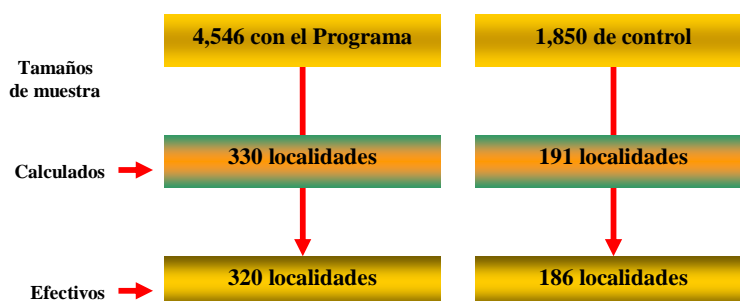 4,546 con el Programa
1,850 de control
Tamaños
de muestra
Calculados
330 localidades
191 localidades
Efectivos
320 localidades
186 localidades